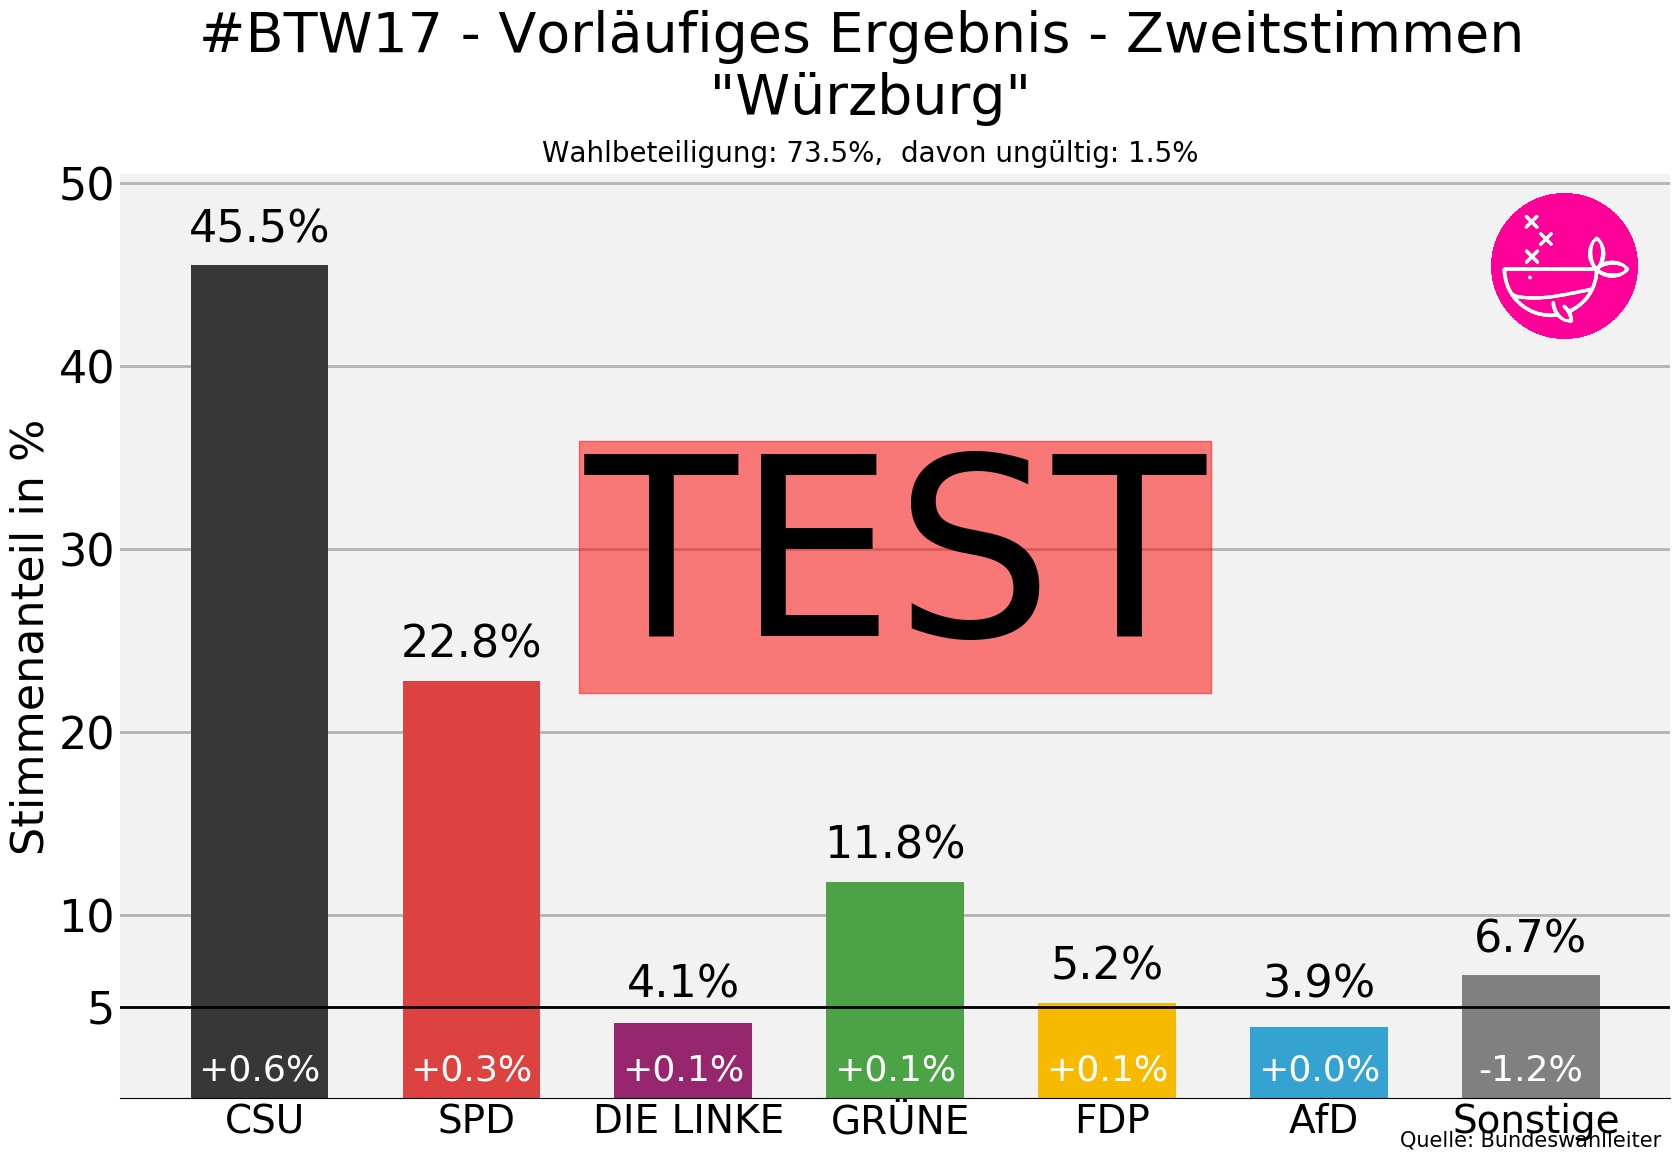 #BTW17 - Vorläufiges Ergebnis - Zweitstimmen
"Würzburg"
Wahlbeteiligung: 73.5%,  davon ungültig: 1.5%
Stimmenanteil in %
50
40
30
20
10
5
45.5%
22.8%
4.1%
11.8%
5.2%
3.9%
6.7%
TEST
+0.6%
+0.3%
+0.1%
+0.1%
+0.1%
+0.0%
-1.2%
CSU
SPD
DIE LINKE
GRÜNE
FDP
AfD
Sonstige
Quelle: Bundeswahlleiter